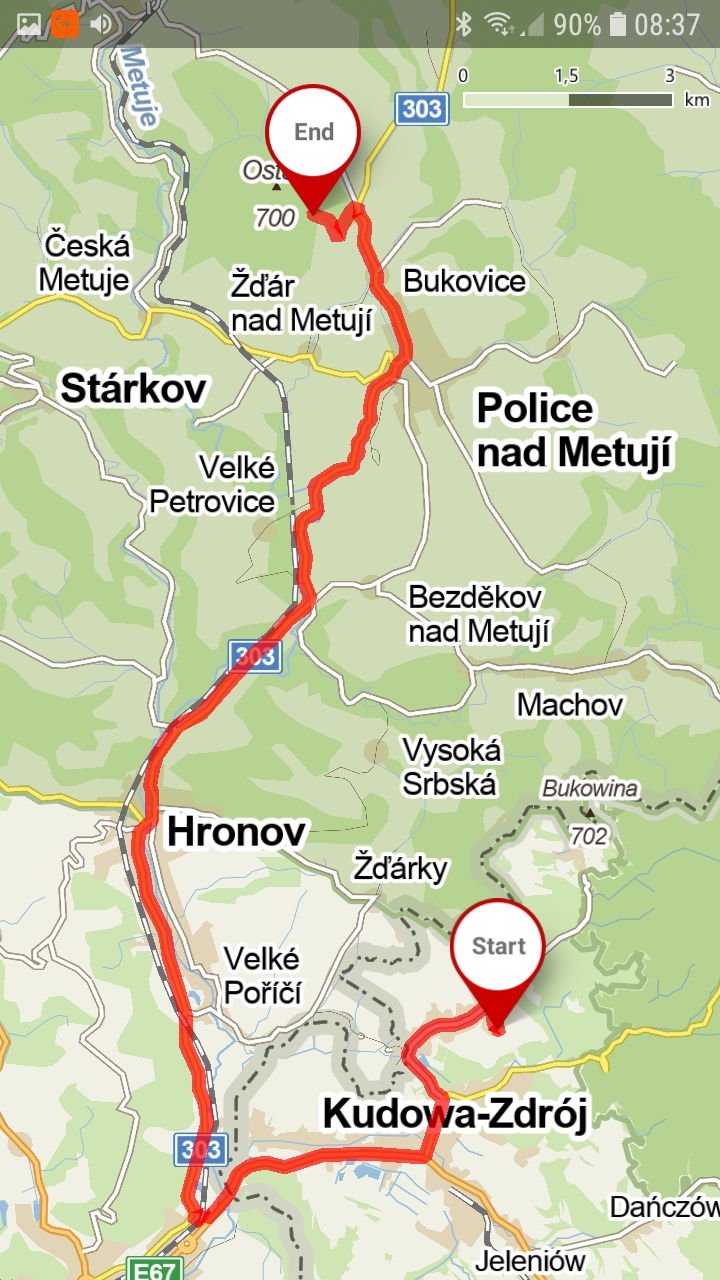 90% 08:37
Metuje
0 1,5 3
km
303
End
700
Česká
Metuje
Žďár
nad Metují
Bukovice
Stárkov
Police
nad Metují
Velké
Petrovice
Bezděkov
nad Metují
303
Machov
Vysoká
Srbská
Bukowina
702
Hronov
Žďárky
Start
Velké
Poříčí
Kudowa-Zdrój
303
Dańczów
Jeleniów
E67